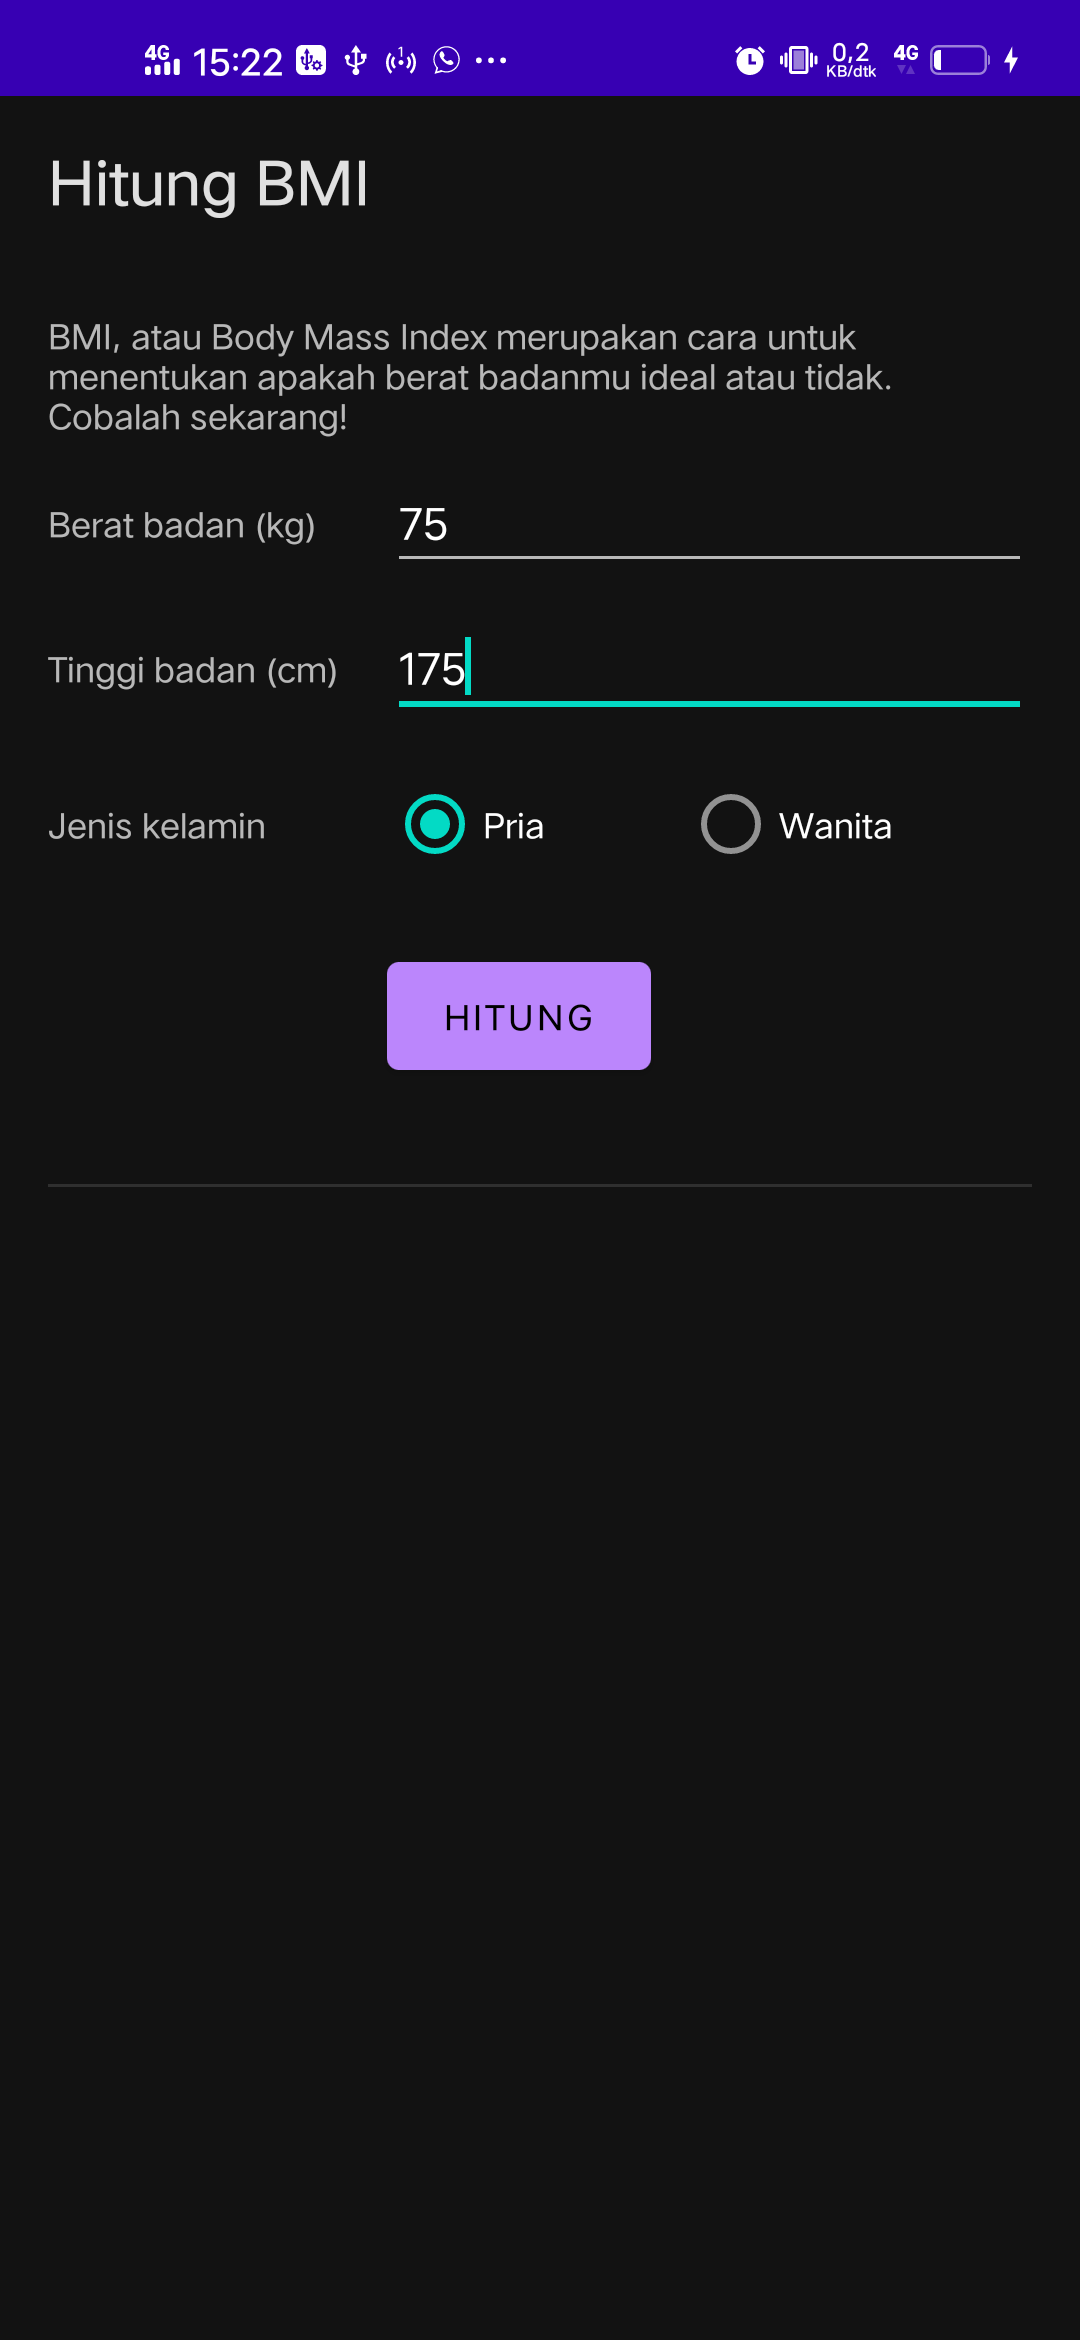 4G 15:22 1 0,2 KB/dtk 4G
Hitung BMI
BMI, atau Body Mass Index merupakan cara untuk
menentukan apakah berat badanmu ideal atau tidak.
Cobalah sekarang!
Berat badan (kg) 75
Tinggi badan (cm) 175
Jenis kelamin Pria Wanita
HITUNG